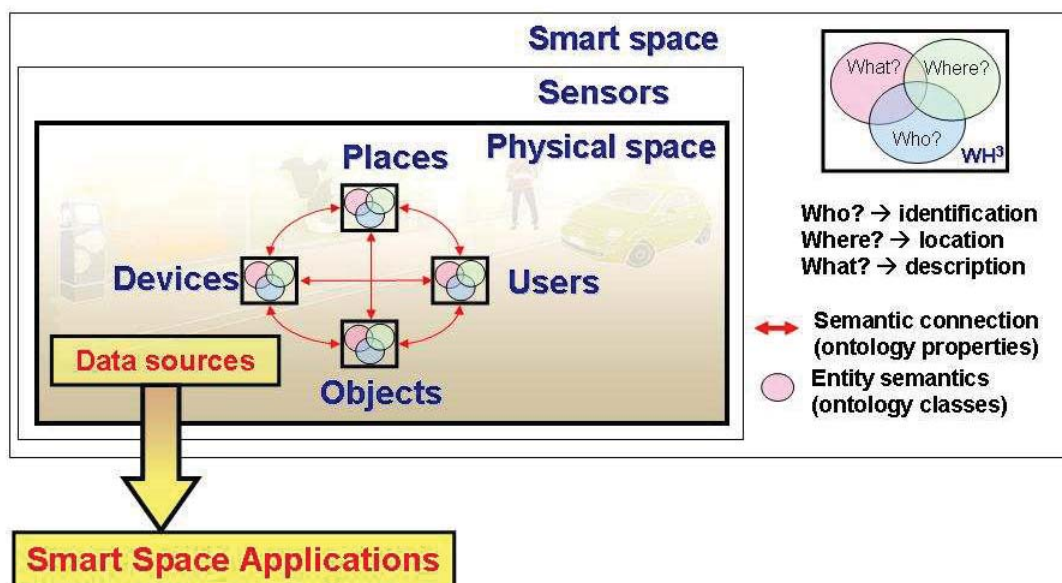 Smart space
Sensors
Physical space
Places
Devices
Users
Objects
Data sources
Smart Space Applications
What?
Where?
Who?
WH³
Who? → identification
Where? → location
What? → description
Semantic connection
(ontology properties)
Entity semantics
(ontology classes)